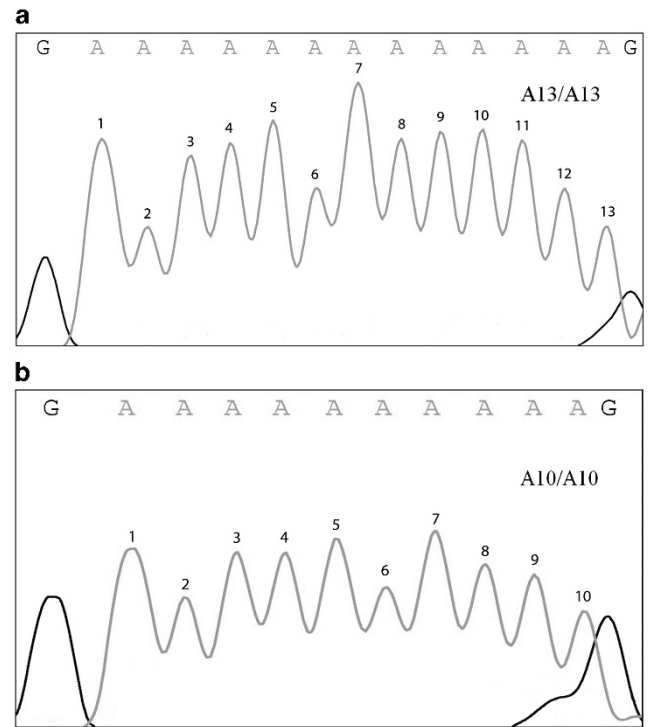 a
G A A A A A A A A A A A A A G
A13/A13
1 2 3 4 5 6 7 8 9 10 11 12 13
b
G A A A A A A A A A A G
A10/A10
1 2 3 4 5 6 7 8 9 10